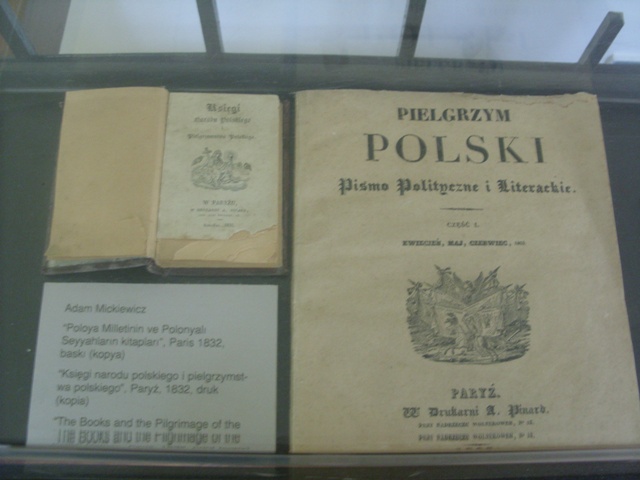 Księgi
Narodu Polskiego
Pielgrzymstwa Polskiego.
W PARYŻU,
PIELGRZYM
POLSKI
Pismo Polityczne i Literackie.
CZĘŚĆ I.
KWIECIEŃ, MAJ, CZERWIEC,
PARYŻ.
W Drukarni A. Pinard.
Adam Mickiewicz
"Poloya Milletinin ve Polonyalı
Seyyahların kitapları", Paris 1832,
baskı (kopya)
"Księgi narodu polskiego i pielgrzymst-
wa polskiego", Paryż, 1832, druk
(kopia)
"The Books and the Pilgrimage of the